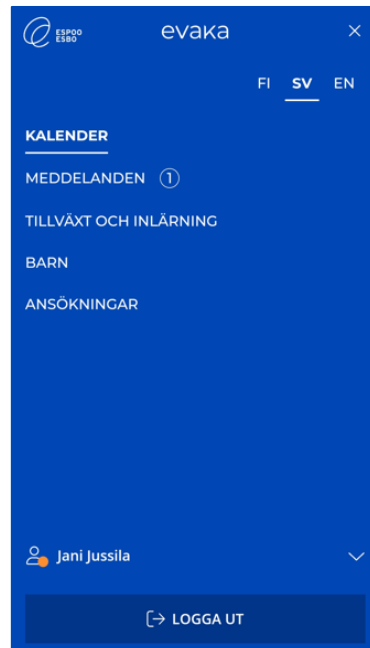 ESPOO
ESBO
evaka
FI SV EN
KALENDER
MEDDELANDEN 1
TILLVÄXT OCH INLÄRNING
BARN
ANSÖKNINGAR
Jani Jussila
LOGGA UT